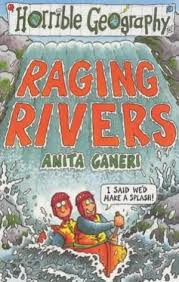 Horrible Geography
RAGING
RIVERS
ANITA GANERI
I SAID WE'D
MAKE A SPLASH!